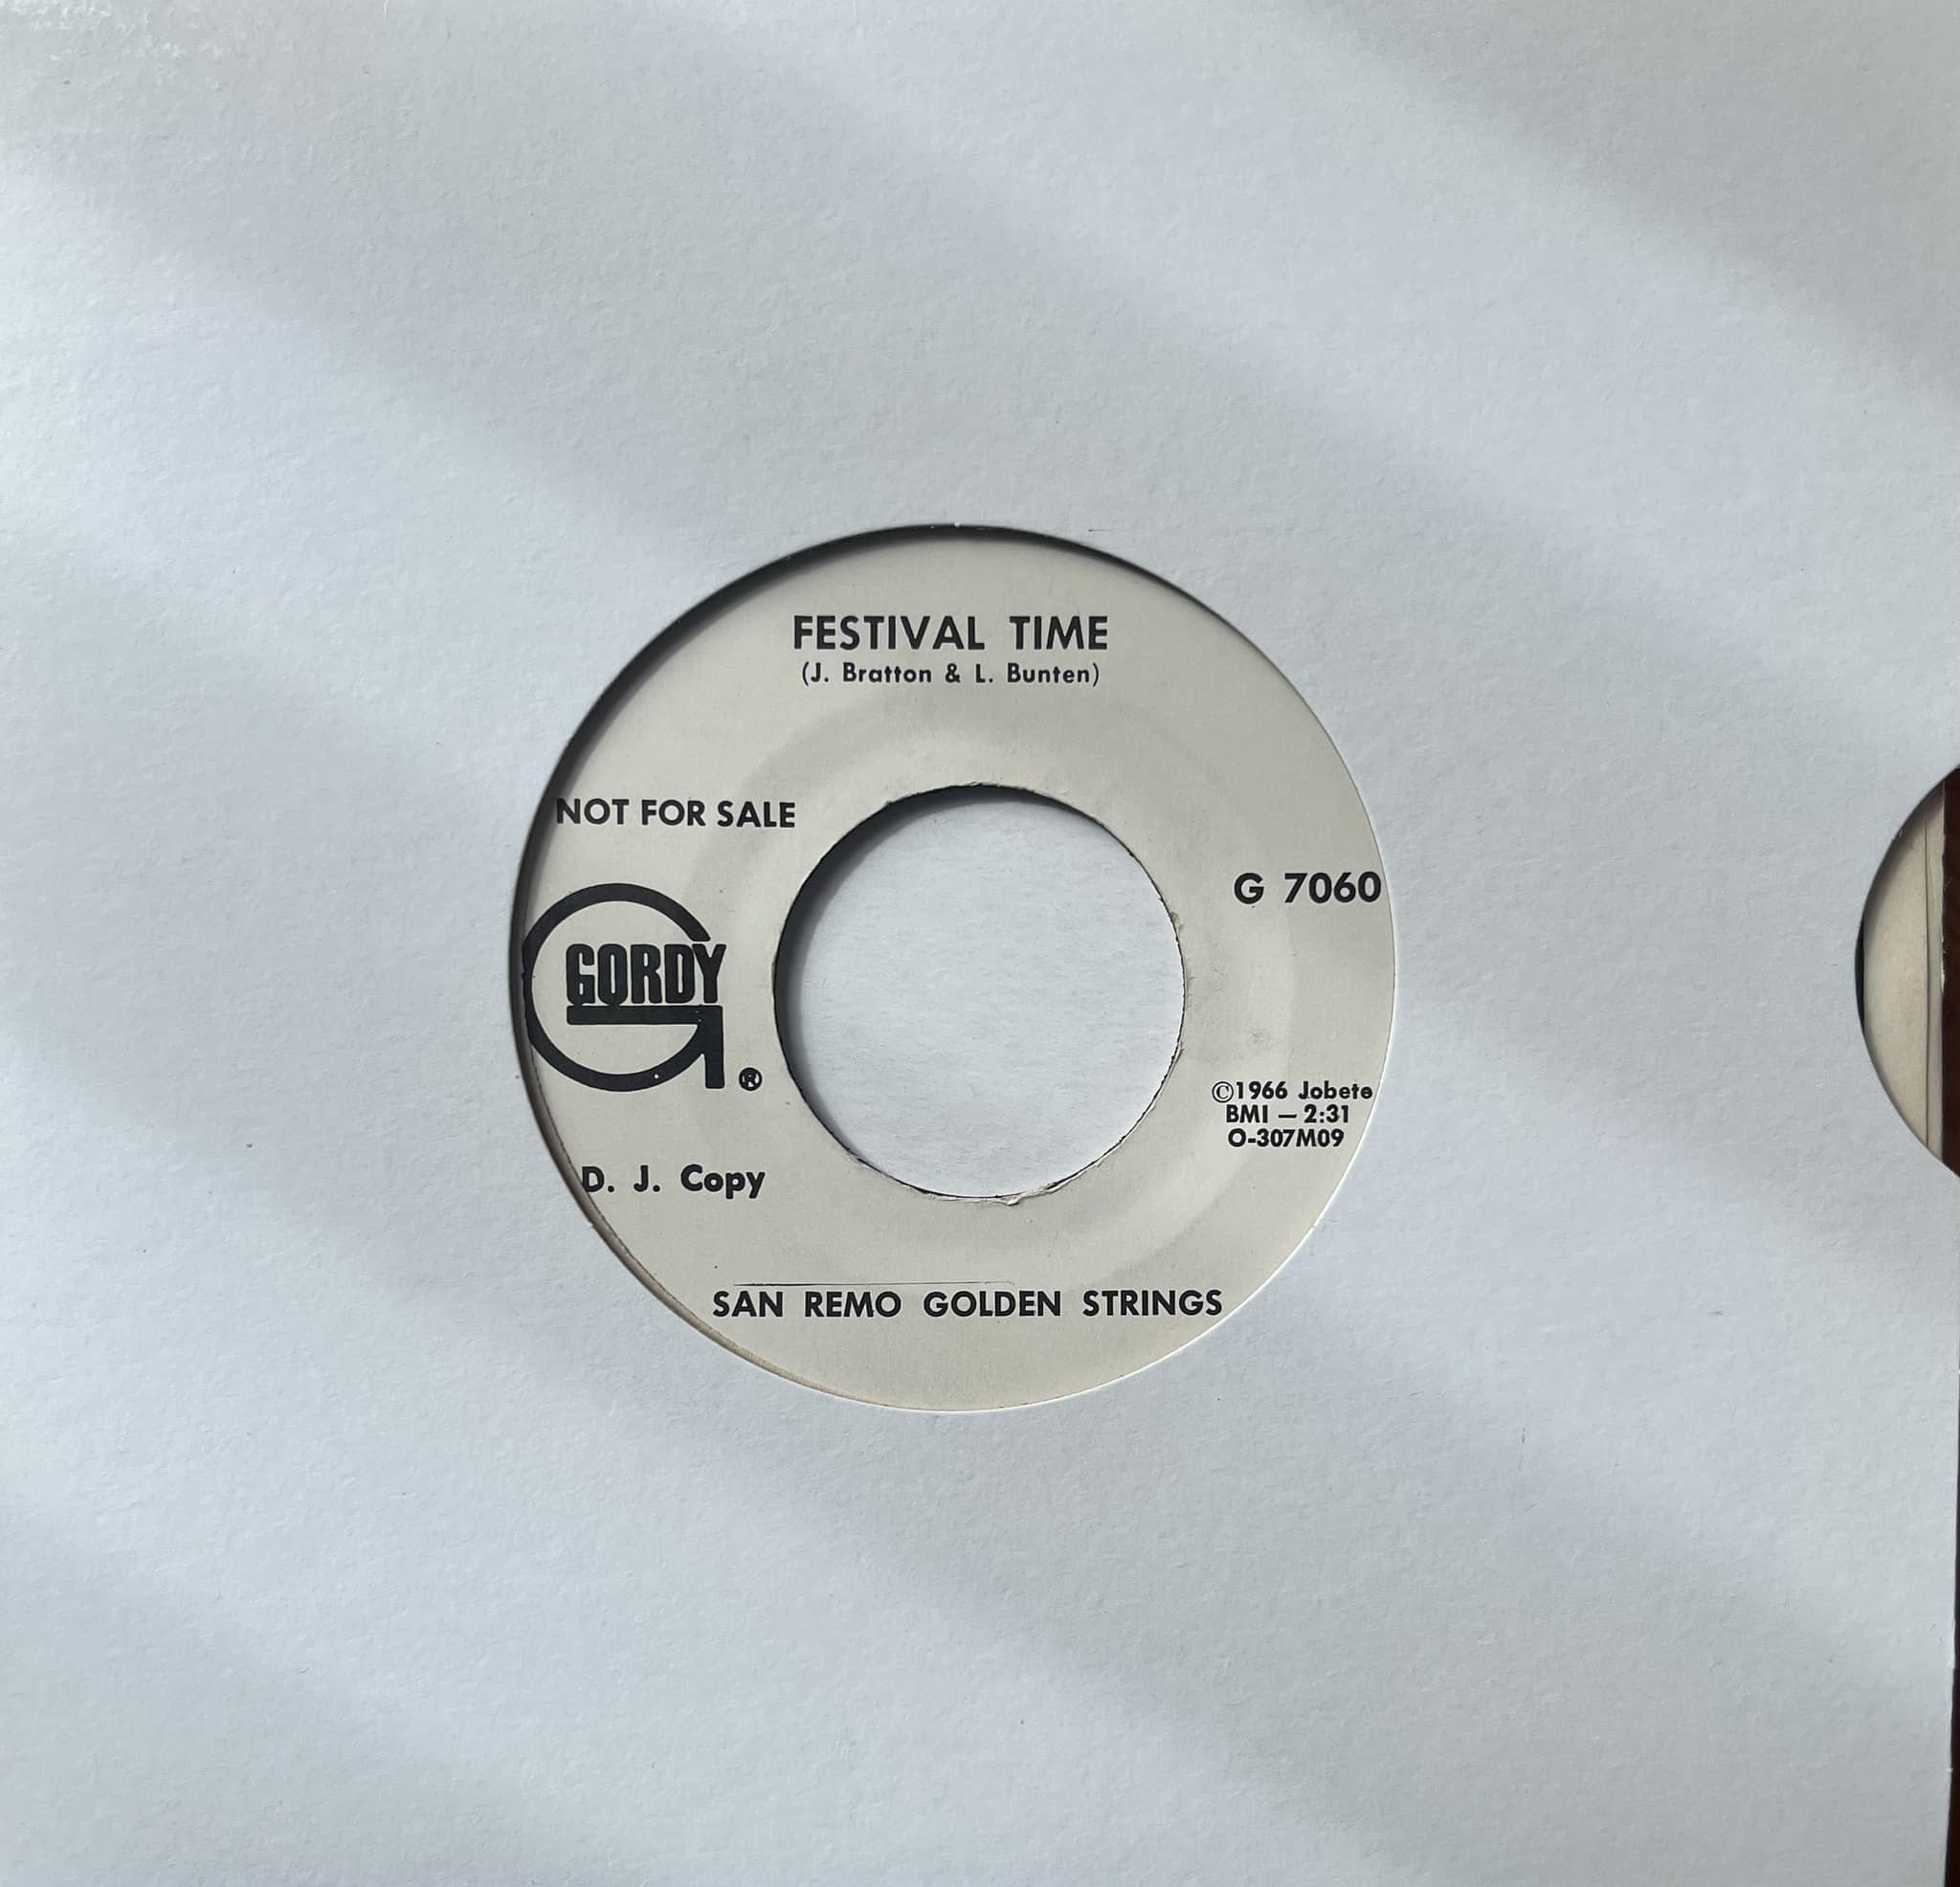 FESTIVAL TIME
(J. Bratton & L. Bunten)
NOT FOR SALE
G 7060
GORDY
®
©1966 Jobete
BMI — 2:31
O-307M09
D. J. Copy
SAN REMO GOLDEN STRINGS